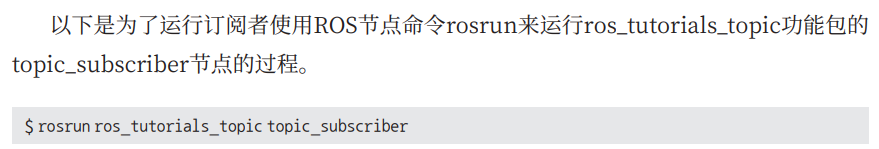 以下是为了运行订阅者使用ROS节点命令rosrun来运行ros_tutorials_topic功能包的
topic_subscriber节点的过程。
$ rosrun ros_tutorials_topic topic_subscriber